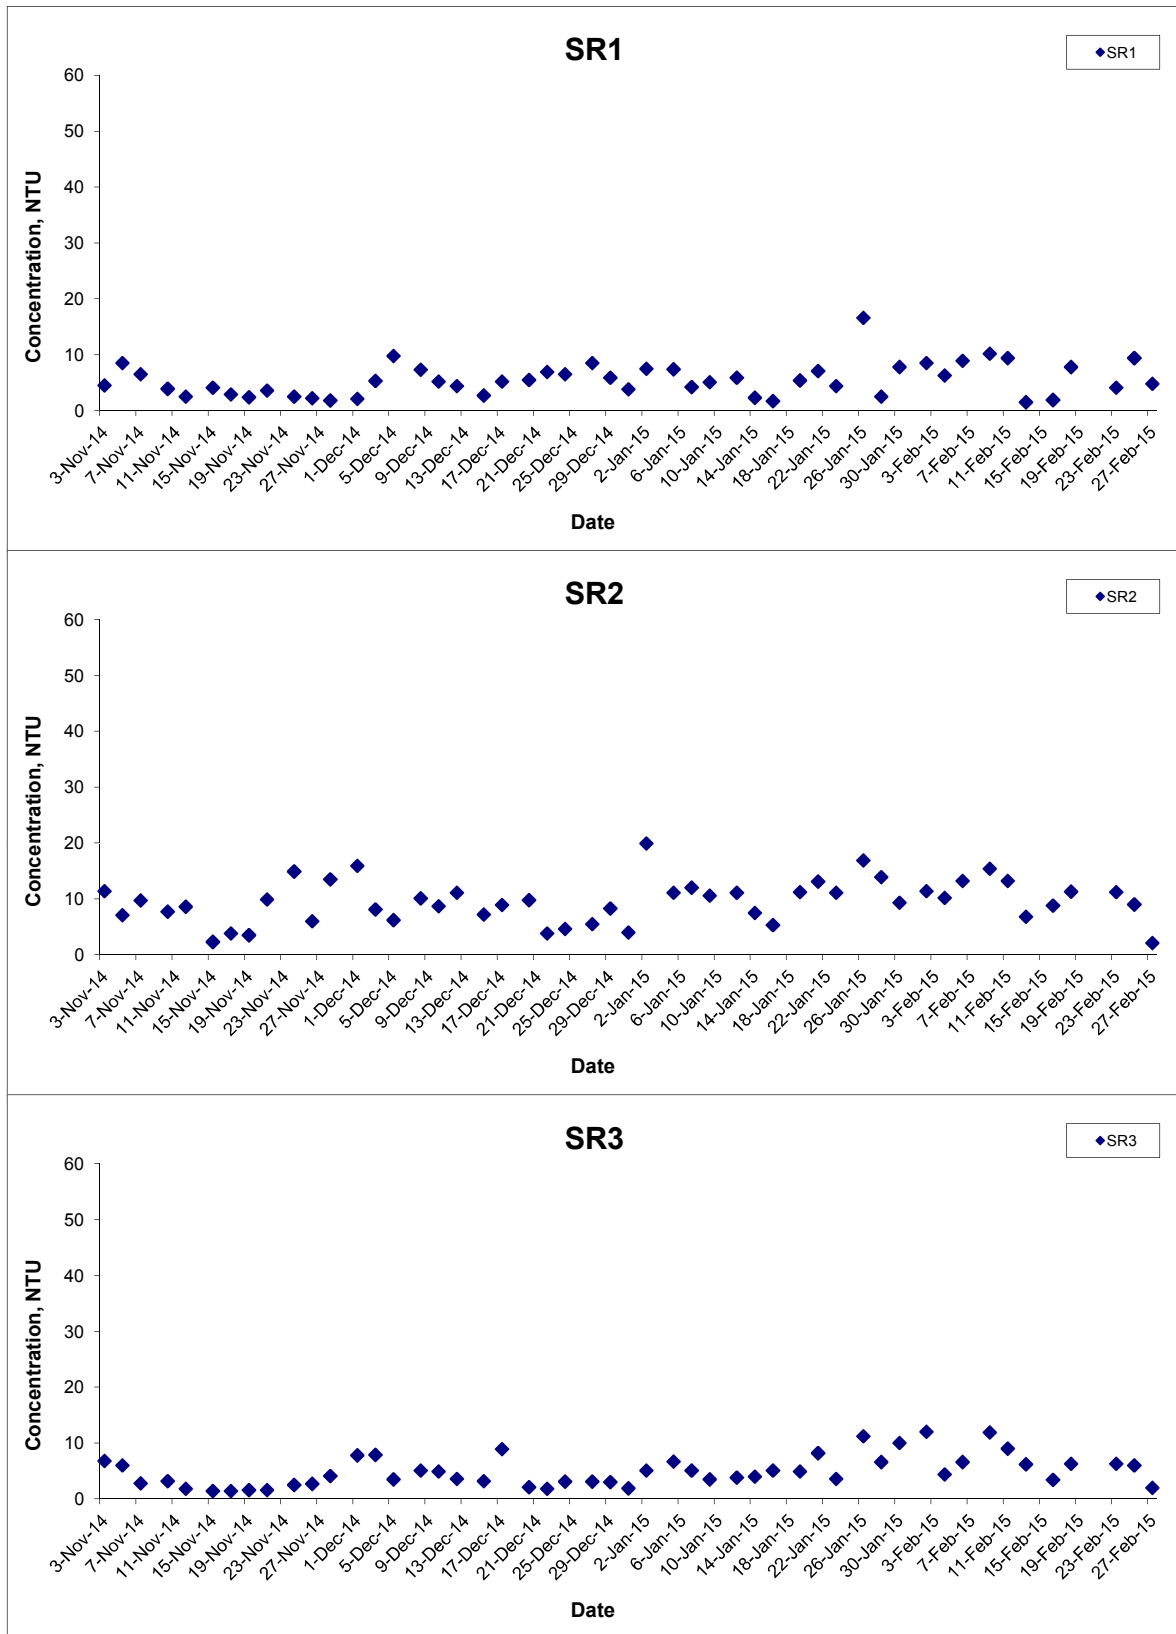 SR1
SR1
60
50
40
30
20
10
0
Concentration, NTU
3-Nov-14
7-Nov-14
11-Nov-14
15-Nov-14
19-Nov-14
23-Nov-14
27-Nov-14
1-Dec-14
5-Dec-14
9-Dec-14
13-Dec-14
17-Dec-14
21-Dec-14
25-Dec-14
29-Dec-14
2-Jan-15
6-Jan-15
10-Jan-15
14-Jan-15
18-Jan-15
22-Jan-15
26-Jan-15
30-Jan-15
3-Feb-15
7-Feb-15
11-Feb-15
15-Feb-15
19-Feb-15
23-Feb-15
27-Feb-15
Date
SR2
SR2
60
50
40
30
20
10
0
Concentration, NTU
3-Nov-14
7-Nov-14
11-Nov-14
15-Nov-14
19-Nov-14
23-Nov-14
27-Nov-14
1-Dec-14
5-Dec-14
9-Dec-14
13-Dec-14
17-Dec-14
21-Dec-14
25-Dec-14
29-Dec-14
2-Jan-15
6-Jan-15
10-Jan-15
14-Jan-15
18-Jan-15
22-Jan-15
26-Jan-15
30-Jan-15
3-Feb-15
7-Feb-15
11-Feb-15
15-Feb-15
19-Feb-15
23-Feb-15
27-Feb-15
Date
SR3
SR3
60
50
40
30
20
10
0
Concentration, NTU
3-Nov-14
7-Nov-14
11-Nov-14
15-Nov-14
19-Nov-14
23-Nov-14
27-Nov-14
1-Dec-14
5-Dec-14
9-Dec-14
13-Dec-14
17-Dec-14
21-Dec-14
25-Dec-14
29-Dec-14
2-Jan-15
6-Jan-15
10-Jan-15
14-Jan-15
18-Jan-15
22-Jan-15
26-Jan-15
30-Jan-15
3-Feb-15
7-Feb-15
11-Feb-15
15-Feb-15
19-Feb-15
23-Feb-15
27-Feb-15
Date